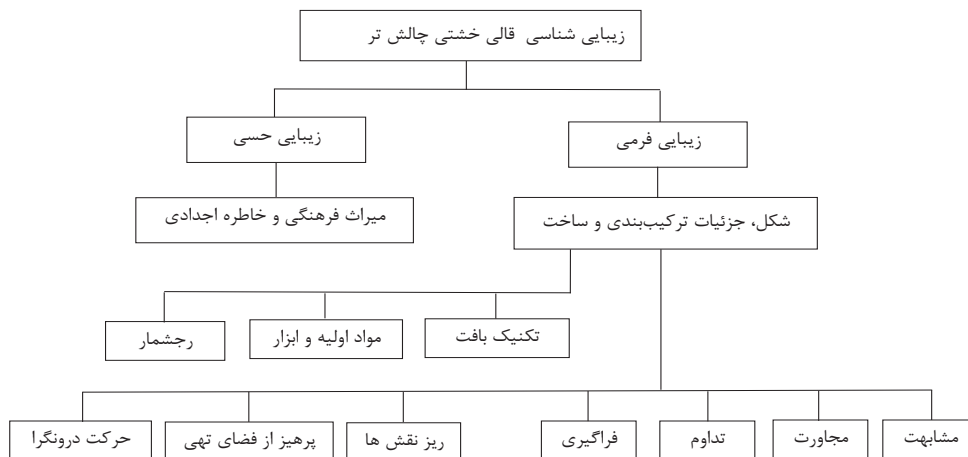 زیبایی شناسی قالی خشتی چالش تر
زیبایی فرمی
زیبایی حسی
شکل، جزئیات ترکیب‌بندی و ساخت
میراث فرهنگی و خاطره اجدادی
تکنیک بافت
مواد اولیه و ابزار
رجشمار
مشابهت
مجاورت
تداوم
فراگیری
ریز نقش ها
پرهیز از فضای تهی
حرکت درونگرا